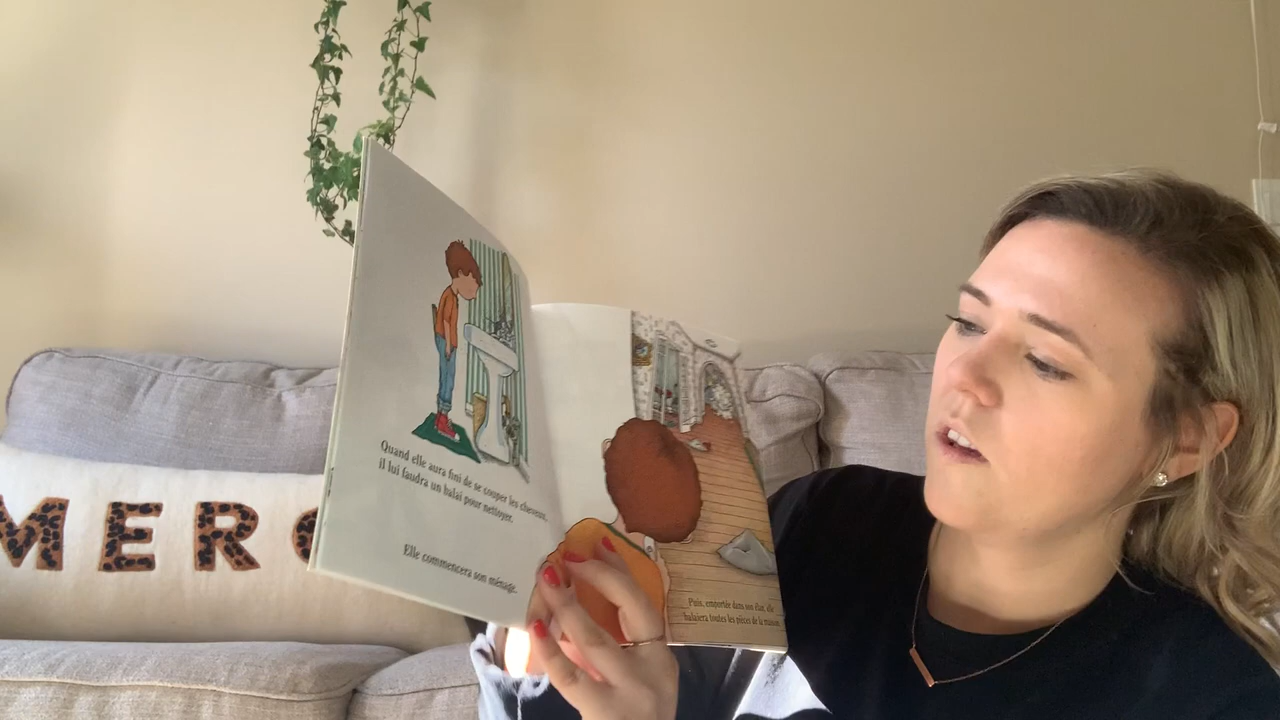 MERC
Quand elle aura fini de se couper les cheveux,
il lui faudra un balai pour nettoyer.
Elle commencera son ménage.
Puis, emportée dans son élan, elle
balaiera toutes les pièces de la maison.